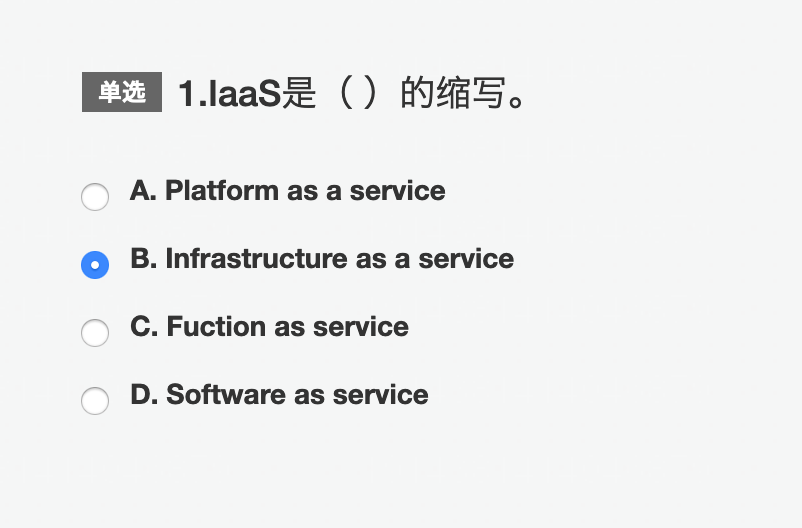 单选 1.IaaS是（ ）的缩写。
A. Platform as a service
B. Infrastructure as a service
C. Fuction as service
D. Software as service